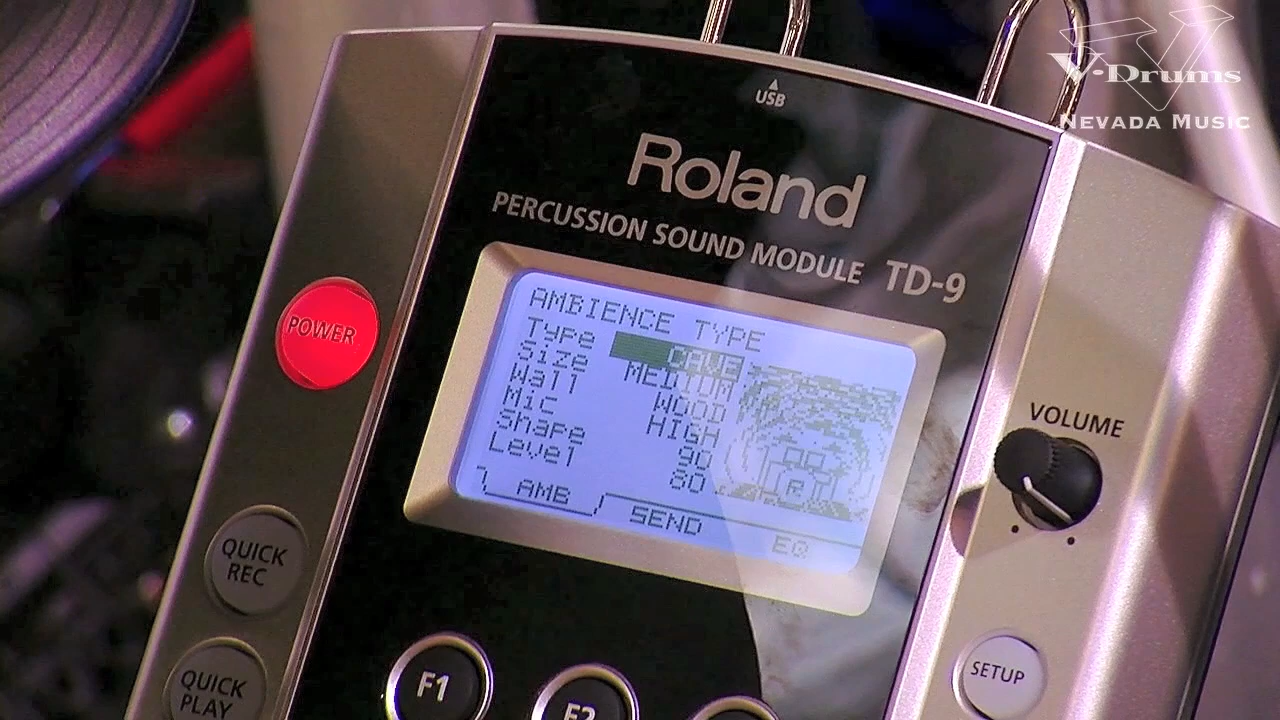 V-Drums
NEVADA MUSIC
USB
Roland
PERCUSSION SOUND MODULE TD-9
POWER
AMBIENCE TYPE
Type CAVE
Size MEDIUM
Wall WOOD
Mic HIGH
Shape 90
Level 80
AMB SEND EQ
VOLUME
QUICK
REC
QUICK
PLAY
F1
F2
SETUP